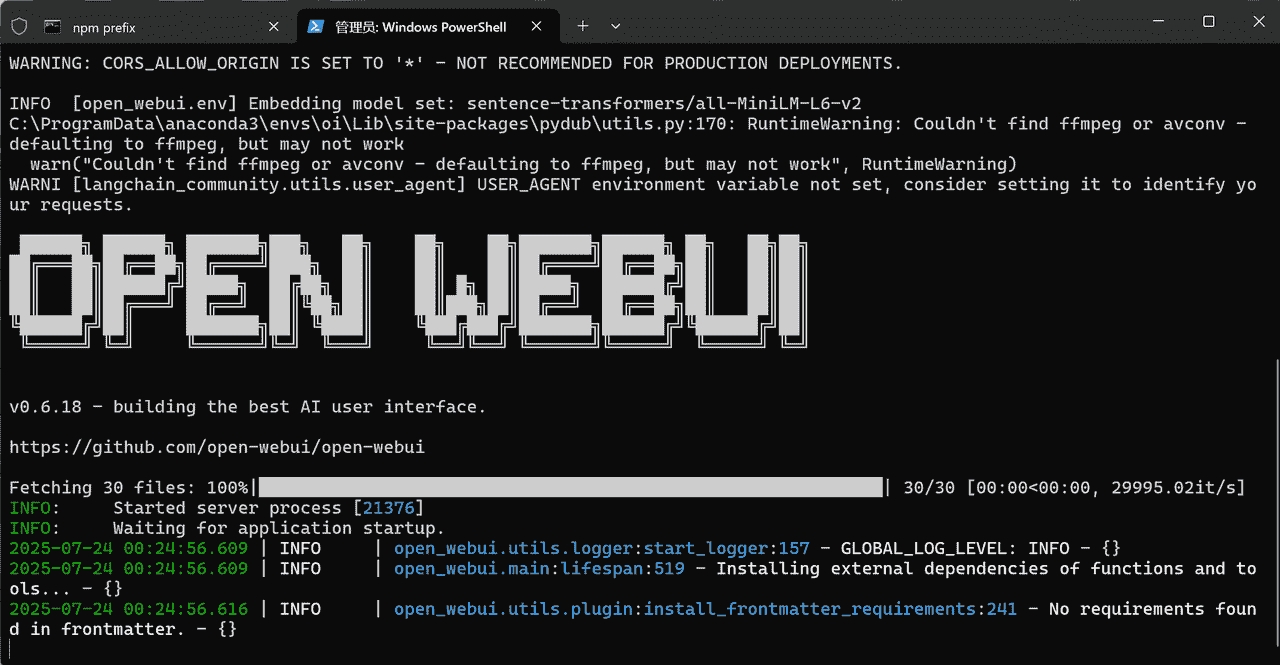 npm prefix
管理员: Windows PowerShell
WARNING: CORS_ALLOW_ORIGIN IS SET TO '*' - NOT RECOMMENDED FOR PRODUCTION DEPLOYMENTS.
INFO  [open_webui.env] Embedding model set: sentence-transformers/all-MiniLM-L6-v2
C:\ProgramData\anaconda3\envs\oi\Lib\site-packages\pydub\utils.py:170: RuntimeWarning: Couldn't find ffmpeg or avconv -
defaulting to ffmpeg, but may not work
  warn("Couldn't find ffmpeg or avconv - defaulting to ffmpeg, but may not work", RuntimeWarning)
WARNI [langchain_community.utils.user_agent] USER_AGENT environment variable not set, consider setting it to identify yo
ur requests.
OPEN WEBUI
v0.6.18 - building the best AI user interface.
https://github.com/open-webui/open-webui
Fetching 30 files: 100%| | 30/30 [00:00<00:00, 29995.02it/s]
INFO:     Started server process [21376]
INFO:     Waiting for application startup.
2025-07-24 00:24:56.609 | INFO     | open_webui.utils.logger:start_logger:157 - GLOBAL_LOG_LEVEL: INFO - {}
2025-07-24 00:24:56.609 | INFO     | open_webui.main:lifespan:519 - Installing external dependencies of functions and to
ols... - {}
2025-07-24 00:24:56.616 | INFO     | open_webui.utils.plugin:install_frontmatter_requirements:241 - No requirements foun
d in frontmatter. - {}